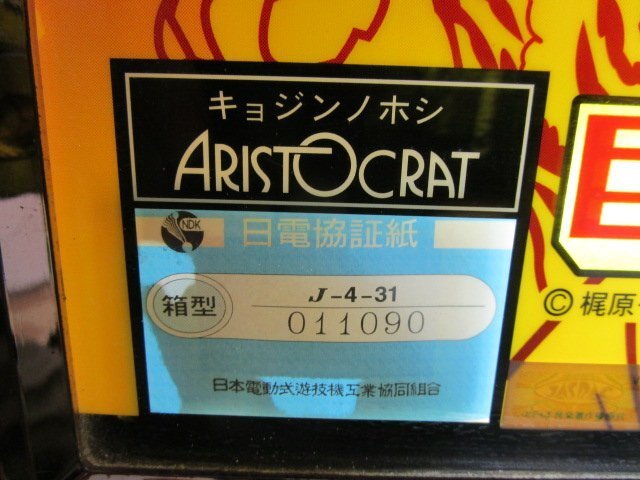 キョジンノホシ
ARISTOCRAT
NDK
日電協証紙
箱型
J-4-31
011090
日本電動式遊技機工業協同組合
©梶原